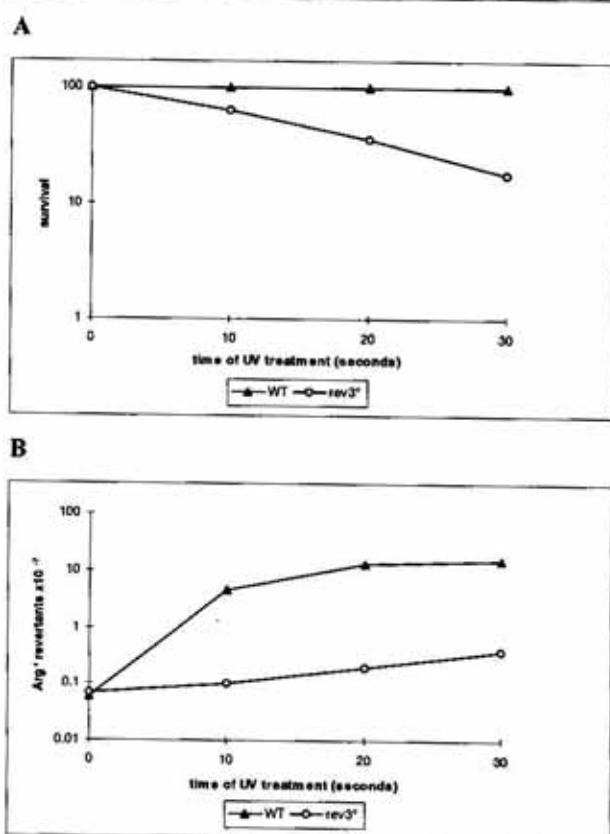 A
100
10
1
survival
0 10 20 30
time of UV treatment (seconds)
WT rev3*
B
100
10
1
0.1
0.01
Arg+ revertants x10 -7
0 10 20 30
time of UV treatment (seconds)
WT rev3*